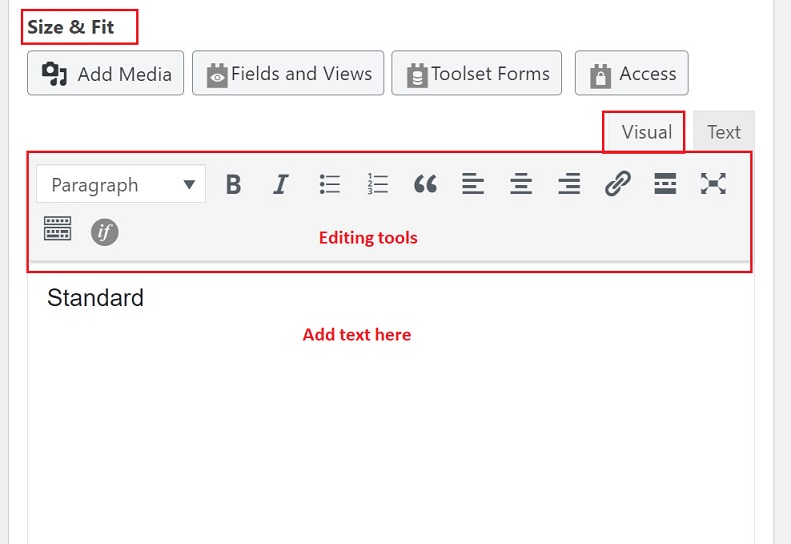 Size & Fit
Add Media Fields and Views Toolset Forms Access
Visual Text
Paragraph B I
if
Editing tools
Standard
Add text here